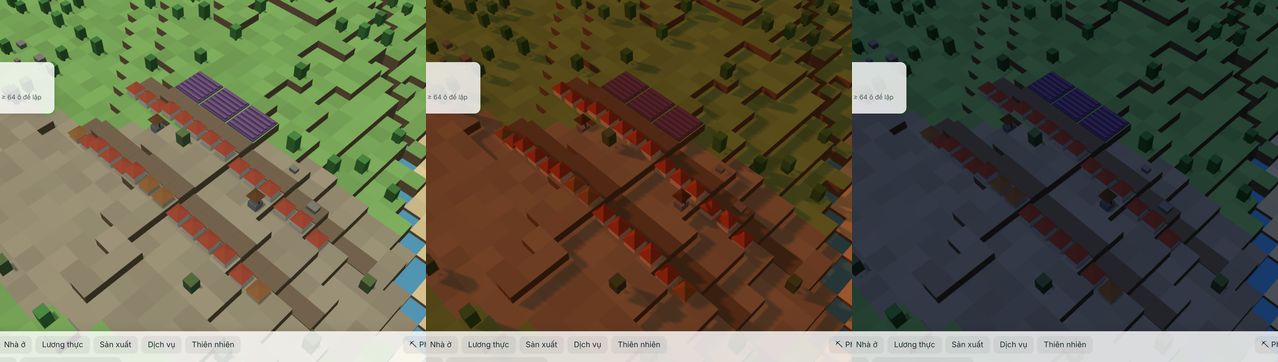 ≥ 64 ô để lập
≥ 64 ô để lập
≥ 64 ô để lập
Nhà ở Lương thực Sản xuất Dịch vụ Thiên nhiên
Nhà ở Lương thực Sản xuất Dịch vụ Thiên nhiên
Nhà ở Lương thực Sản xuất Dịch vụ Thiên nhiên